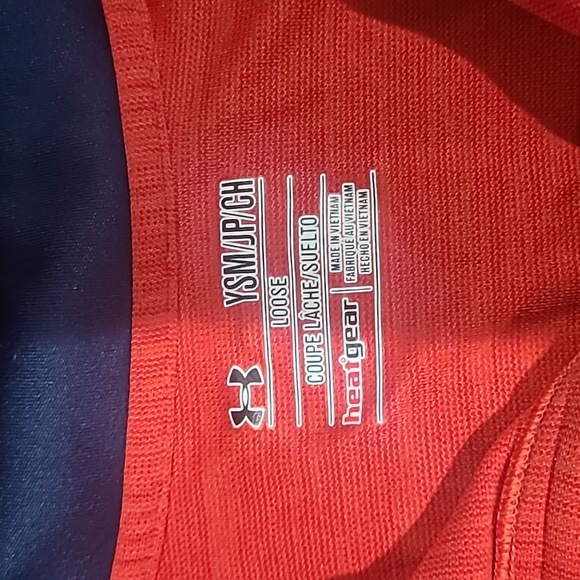 YSM/JP/CH
LOOSE
COUPE LÂCHE/SUELTO
heatgear
MADE IN VIETNAM
FABRIQUÉ AU VIETNAM
HECHO EN VIETNAM